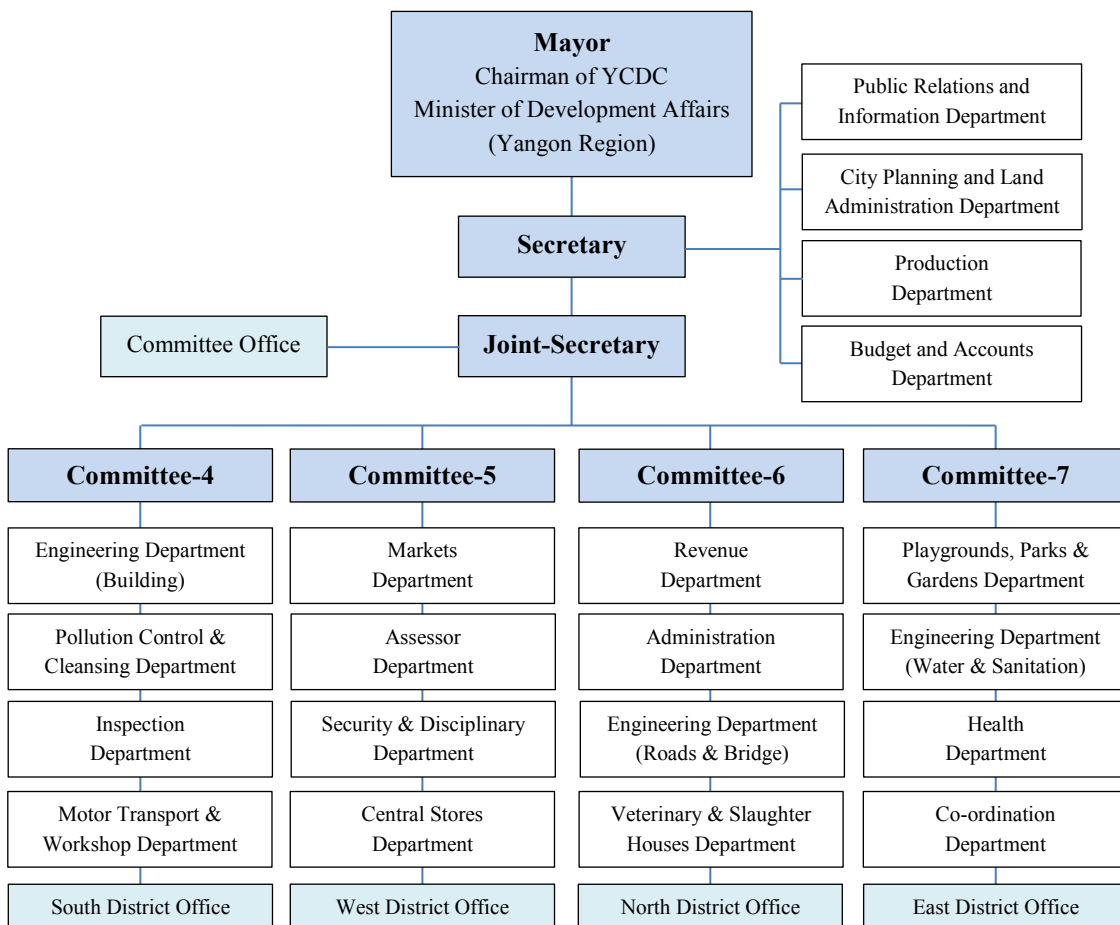 Mayor
Chairman of YCDC
Minister of Development Affairs
(Yangon Region)
Public Relations and
Information Department
City Planning and Land
Administration Department
Secretary
Production
Department
Committee Office
Joint-Secretary
Budget and Accounts
Department
Committee-4
Engineering Department
(Building)
Pollution Control &
Cleansing Department
Inspection
Department
Motor Transport &
Workshop Department
South District Office
Committee-5
Markets
Department
Assessor
Department
Security & Disciplinary
Department
Central Stores
Department
West District Office
Committee-6
Revenue
Department
Administration
Department
Engineering Department
(Roads & Bridge)
Veterinary & Slaughter
Houses Department
North District Office
Committee-7
Playgrounds, Parks &
Gardens Department
Engineering Department
(Water & Sanitation)
Health
Department
Co-ordination
Department
East District Office